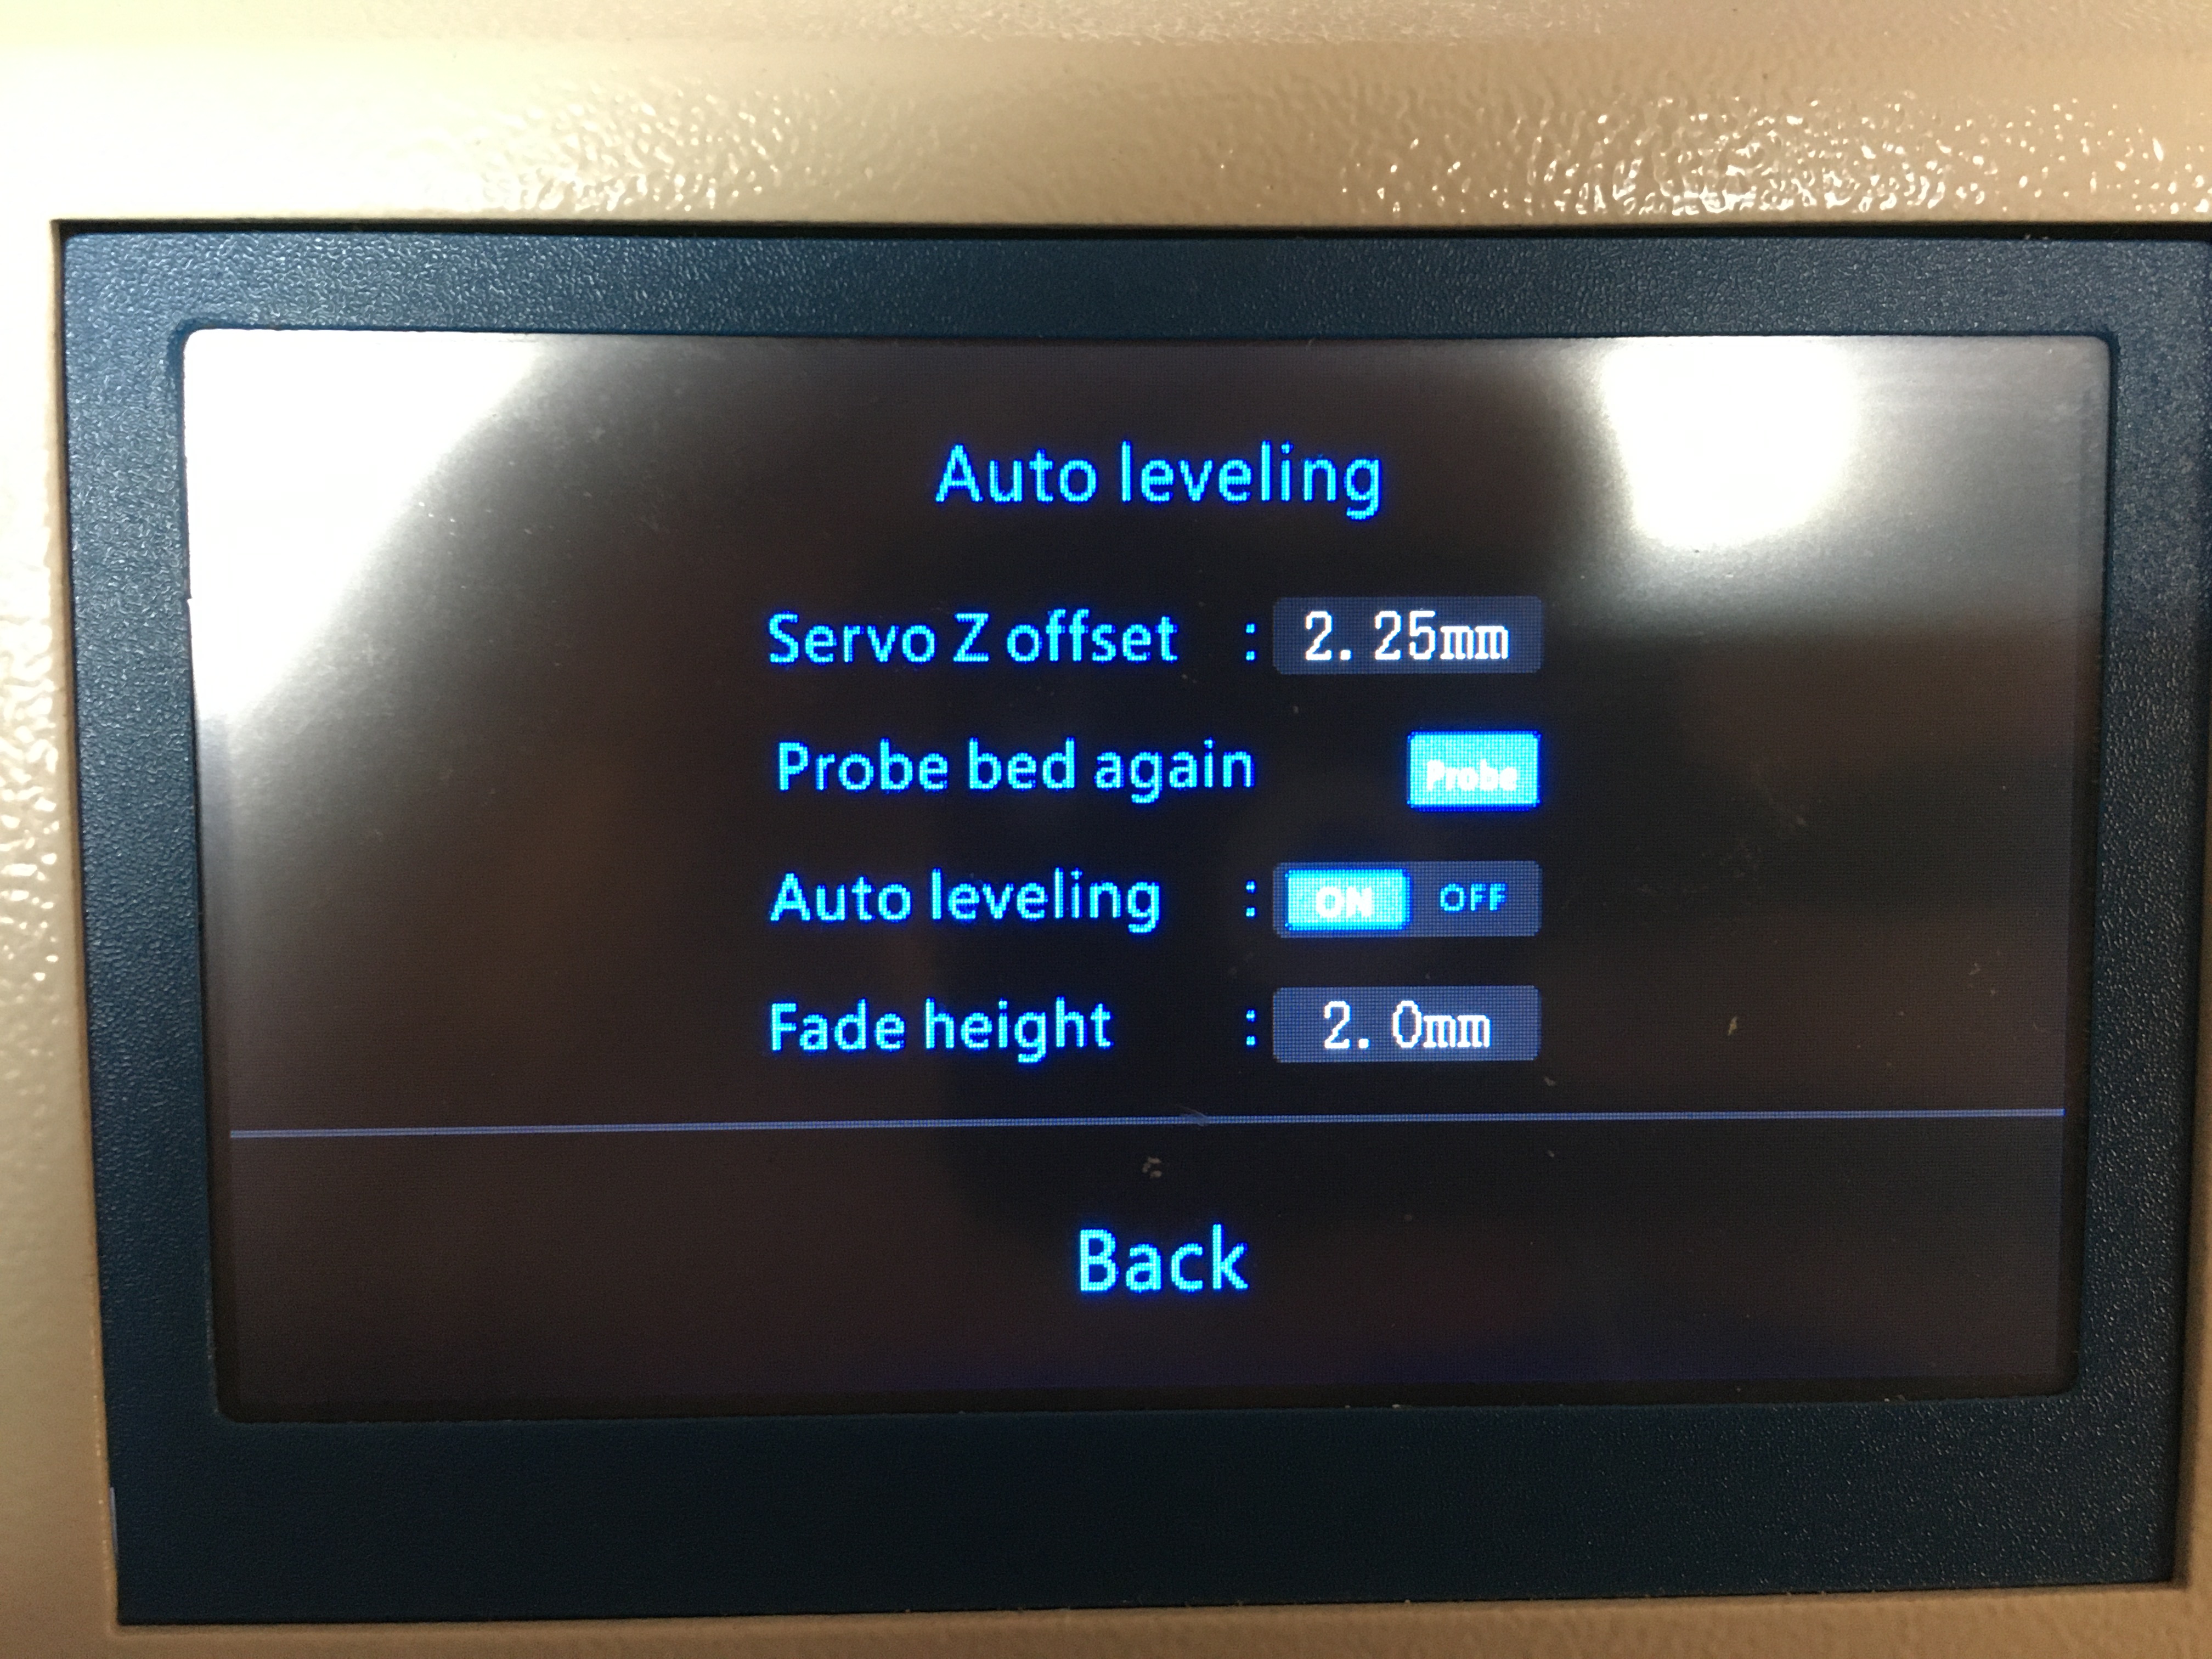 Auto leveling
Servo Z offset : 2.25mm
Probe bed again Probe
Auto leveling : ON OFF
Fade height : 2.0mm
Back